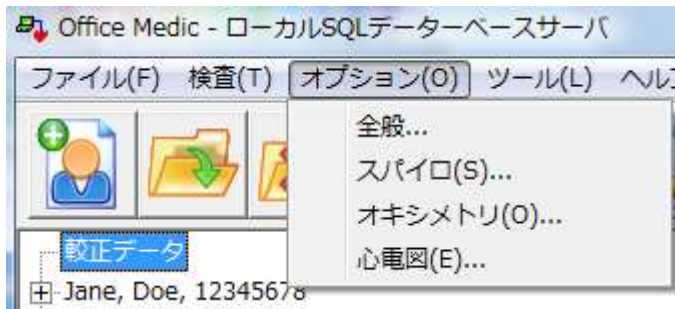 Office Medic - ローカルSQLデーターベースサーバ
ファイル(F) 検査(T) オプション(O) ツール(L) ヘル
全般...
スパイロ(S)...
オキシメトリ(O)...
心電図(E)...
較正データ
Jane, Doe, 12345678